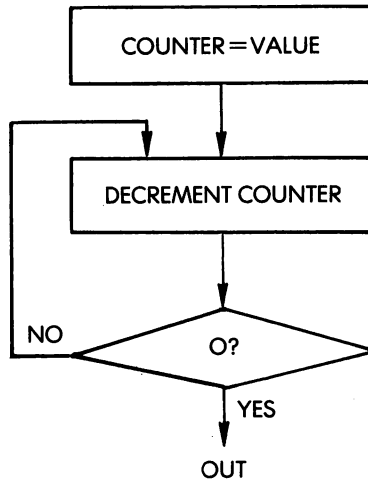 COUNTER=VALUE
DECREMENT COUNTER
O?
NO
YES
OUT